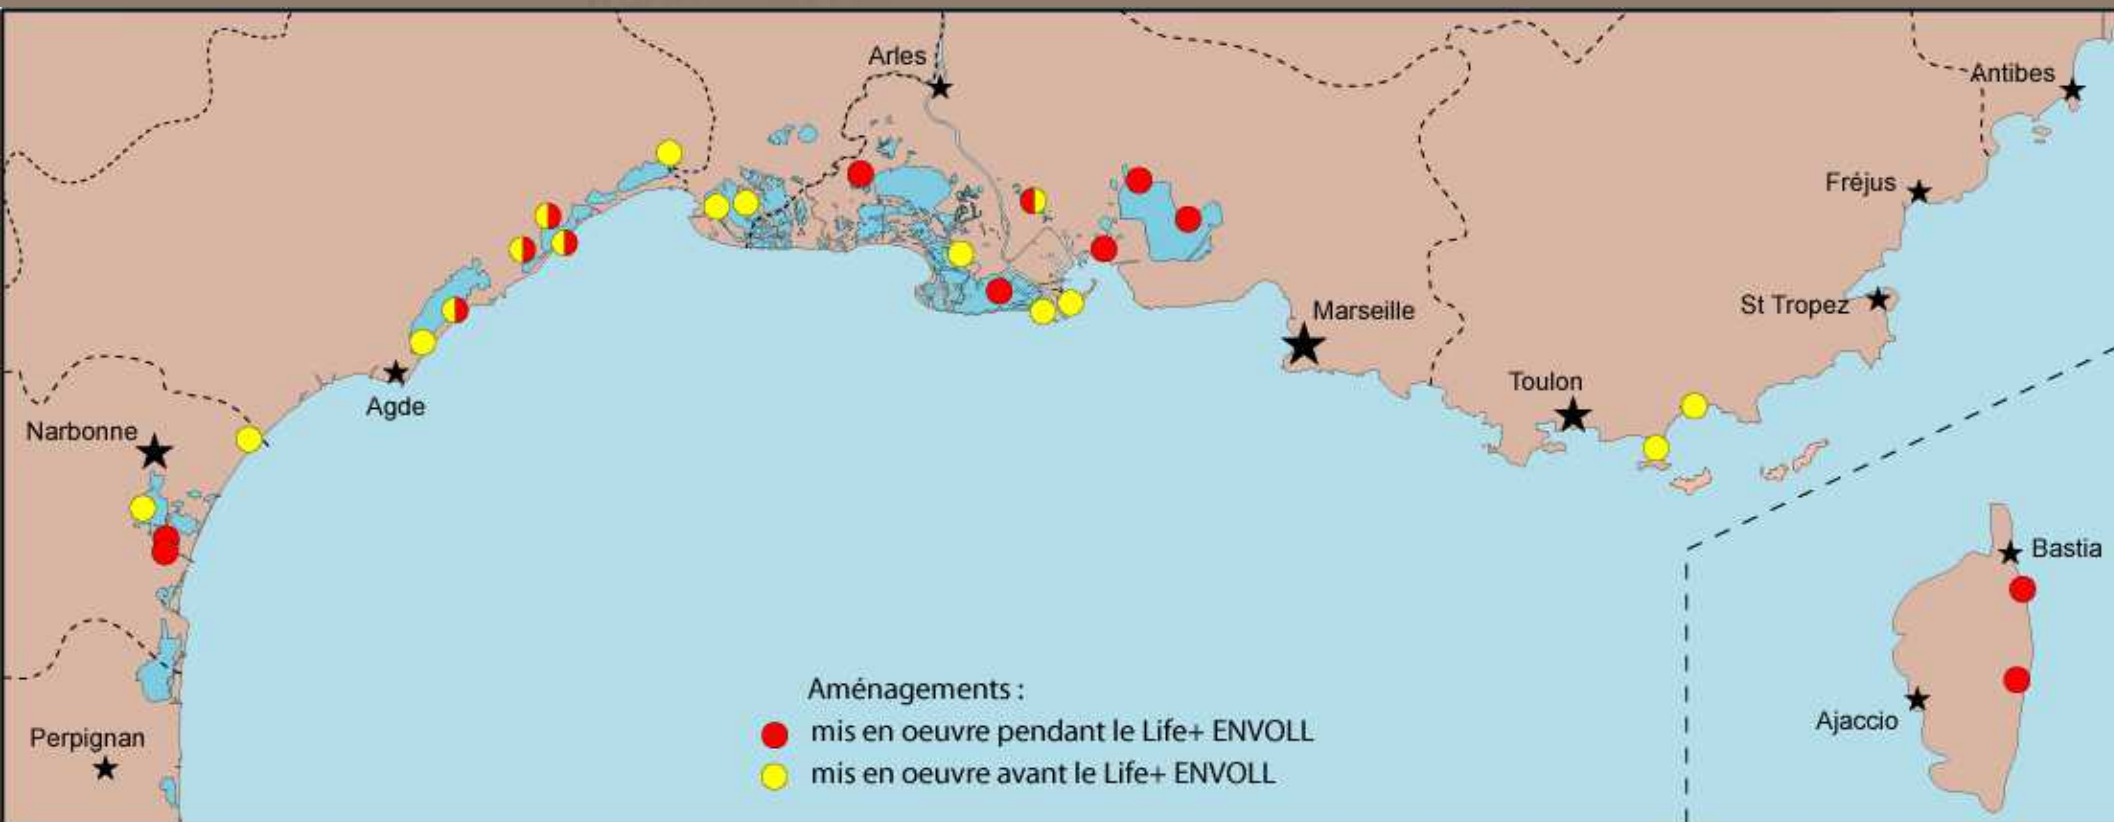 Arles
Antibes
Fréjus
St Tropez
Marseille
Toulon
Agde
Narbonne
Bastia
Ajaccio
Perpignan
Aménagements :
mis en oeuvre pendant le Life+ ENVOLL
mis en oeuvre avant le Life+ ENVOLL